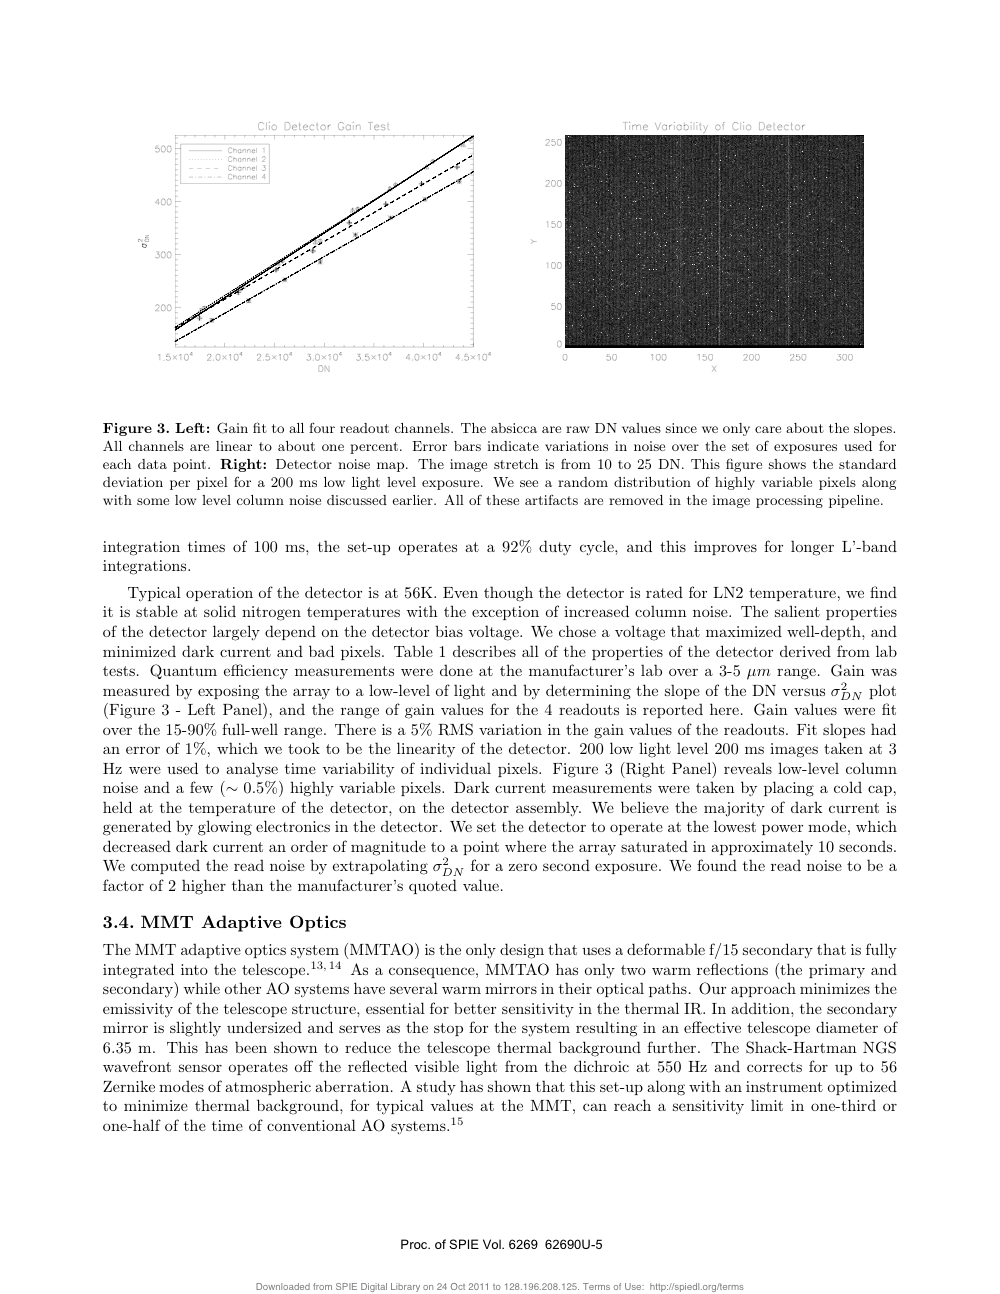 Clio Detector Gain Test
500
400
300
200
σ²DN
Channel 1
Channel 2
Channel 3
Channel 4
1.5×10⁴ 2.0×10⁴ 2.5×10⁴ 3.0×10⁴ 3.5×10⁴ 4.0×10⁴ 4.5×10⁴
DN
Time Variability of Clio Detector
250
200
150
100
50
0
Y
0 50 100 150 200 250 300
X
Figure 3. Left: Gain fit to all four readout channels. The absicca are raw DN values since we only care about the slopes.
All channels are linear to about one percent. Error bars indicate variations in noise over the set of exposures used for
each data point. Right: Detector noise map. The image stretch is from 10 to 25 DN. This figure shows the standard
deviation per pixel for a 200 ms low light level exposure. We see a random distribution of highly variable pixels along
with some low level column noise discussed earlier. All of these artifacts are removed in the image processing pipeline.
integration times of 100 ms, the set-up operates at a 92% duty cycle, and this improves for longer L'-band
integrations.
Typical operation of the detector is at 56K. Even though the detector is rated for LN2 temperature, we find
it is stable at solid nitrogen temperatures with the exception of increased column noise. The salient properties
of the detector largely depend on the detector bias voltage. We chose a voltage that maximized well-depth, and
minimized dark current and bad pixels. Table 1 describes all of the properties of the detector derived from lab
tests. Quantum efficiency measurements were done at the manufacturer's lab over a 3-5 μm range. Gain was
measured by exposing the array to a low-level of light and by determining the slope of the DN versus σ²DN plot
(Figure 3 - Left Panel), and the range of gain values for the 4 readouts is reported here. Gain values were fit
over the 15-90% full-well range. There is a 5% RMS variation in the gain values of the readouts. Fit slopes had
an error of 1%, which we took to be the linearity of the detector. 200 low light level 200 ms images taken at 3
Hz were used to analyse time variability of individual pixels. Figure 3 (Right Panel) reveals low-level column
noise and a few (∼ 0.5%) highly variable pixels. Dark current measurements were taken by placing a cold cap,
held at the temperature of the detector, on the detector assembly. We believe the majority of dark current is
generated by glowing electronics in the detector. We set the detector to operate at the lowest power mode, which
decreased dark current an order of magnitude to a point where the array saturated in approximately 10 seconds.
We computed the read noise by extrapolating σ²DN for a zero second exposure. We found the read noise to be a
factor of 2 higher than the manufacturer's quoted value.
3.4. MMT Adaptive Optics
The MMT adaptive optics system (MMTAO) is the only design that uses a deformable f/15 secondary that is fully
integrated into the telescope.13, 14 As a consequence, MMTAO has only two warm reflections (the primary and
secondary) while other AO systems have several warm mirrors in their optical paths. Our approach minimizes the
emissivity of the telescope structure, essential for better sensitivity in the thermal IR. In addition, the secondary
mirror is slightly undersized and serves as the stop for the system resulting in an effective telescope diameter of
6.35 m. This has been shown to reduce the telescope thermal background further. The Shack-Hartman NGS
wavefront sensor operates off the reflected visible light from the dichroic at 550 Hz and corrects for up to 56
Zernike modes of atmospheric aberration. A study has shown that this set-up along with an instrument optimized
to minimize thermal background, for typical values at the MMT, can reach a sensitivity limit in one-third or
one-half of the time of conventional AO systems.15
Proc. of SPIE Vol. 6269 62690U-5
Downloaded from SPIE Digital Library on 24 Oct 2011 to 128.196.208.125. Terms of Use: http://spiedl.org/terms